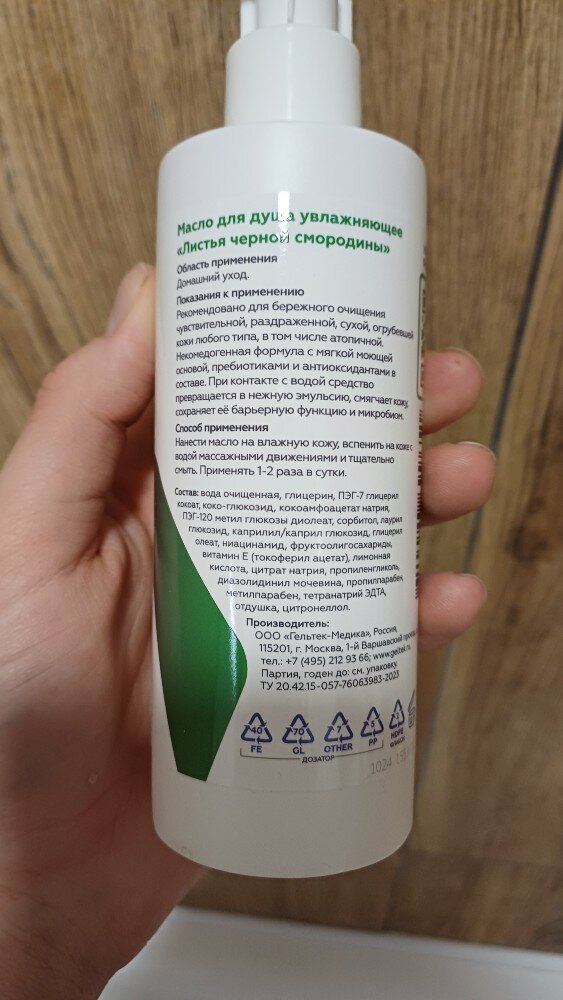 Масло для душа увлажняющее
«Листья черной смородины»
Область применения
Домашний уход.
Показания к применению
Рекомендовано для бережного очищения
чувствительной, раздраженной, сухой, огрубевшей
кожи любого типа, в том числе атопичной.
Некомедогенная формула с мягкой моющей
основой, пребиотиками и антиоксидантами в
составе. При контакте с водой средство
превращается в нежную эмульсию, смягчает кожу,
сохраняет её барьерную функцию и микробиом.
Способ применения
Нанести масло на влажную кожу, вспенить на коже с
водой массажными движениями и тщательно
смыть. Применять 1-2 раза в сутки.
Состав: вода очищенная, глицерин, ПЭГ-7 глицерил
кокоат, коко-глюкозид, кокоамфоацетат натрия,
ПЭГ-120 метил глюкозы диолеат, сорбитол, лаурил
глюкозид, каприлил/каприл глюкозид, глицерил
олеат, ниацинамид, фруктоолигосахариды,
витамин Е (токоферил ацетат), лимонная
кислота, цитрат натрия, пропиленгликоль,
диазолидинил мочевина, пропилпарабен,
метилпарабен, тетранатрий ЭДТА,
отдушка, цитронеллол.
Производитель:
ООО «Гельтек-Медика», Россия,
115201, г. Москва, 1-й Варшавский
тел.: +7 (495) 212 93 66; www.geltek.ru
Партия, годен до: см. упаковку.
ТУ 20.42.15-057-76063983-2023
40 70 7 5
FE GL OTHER PP HDPE
ДОЗАТОР ФЛАКОН
1024